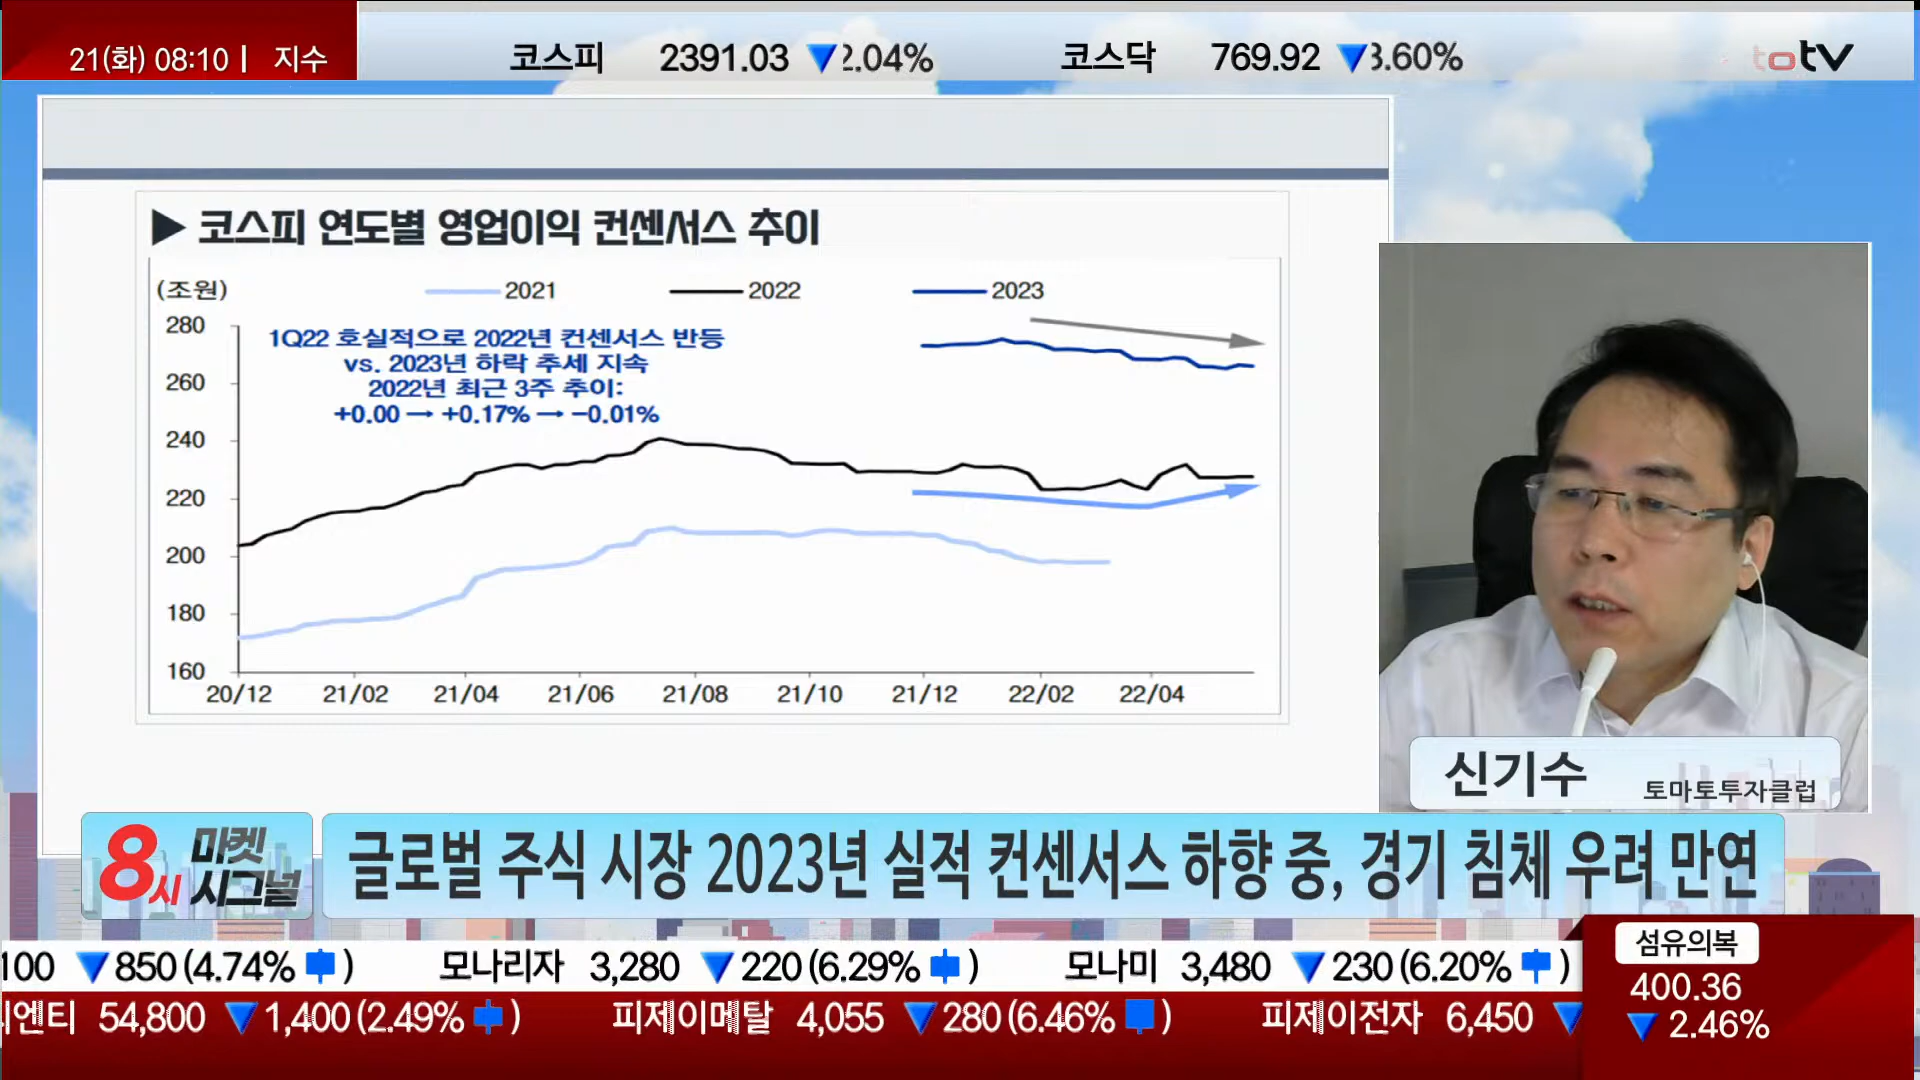 21(화) 08:10 | 지수
코스피 2391.03 ▼2.04%
코스닥 769.92 ▼3.60%
totv
▶ 코스피 연도별 영업이익 컨센서스 추이
(조원)
2021 2022 2023
1Q22 호실적으로 2022년 컨센서스 반등
vs. 2023년 하락 추세 지속
2022년 최근 3주 추이:
+0.00 → +0.17% → -0.01%
280
260
240
220
200
180
160
20/12 21/02 21/04 21/06 21/08 21/10 21/12 22/02 22/04
신기수 토마토투자클럽
8시 마켓
시그널
글로벌 주식 시장 2023년 실적 컨센서스 하향 중, 경기 침체 우려 만연
100 ▼850(4.74%) 모나리자 3,280 ▼220(6.29%) 모나미 3,480 ▼230(6.20%)
엔티 54,800 ▼1,400(2.49%) 피제이메탈 4,055 ▼280(6.46%) 피제이전자 6,450 ▼
섬유의복
400.36
▼ 2.46%